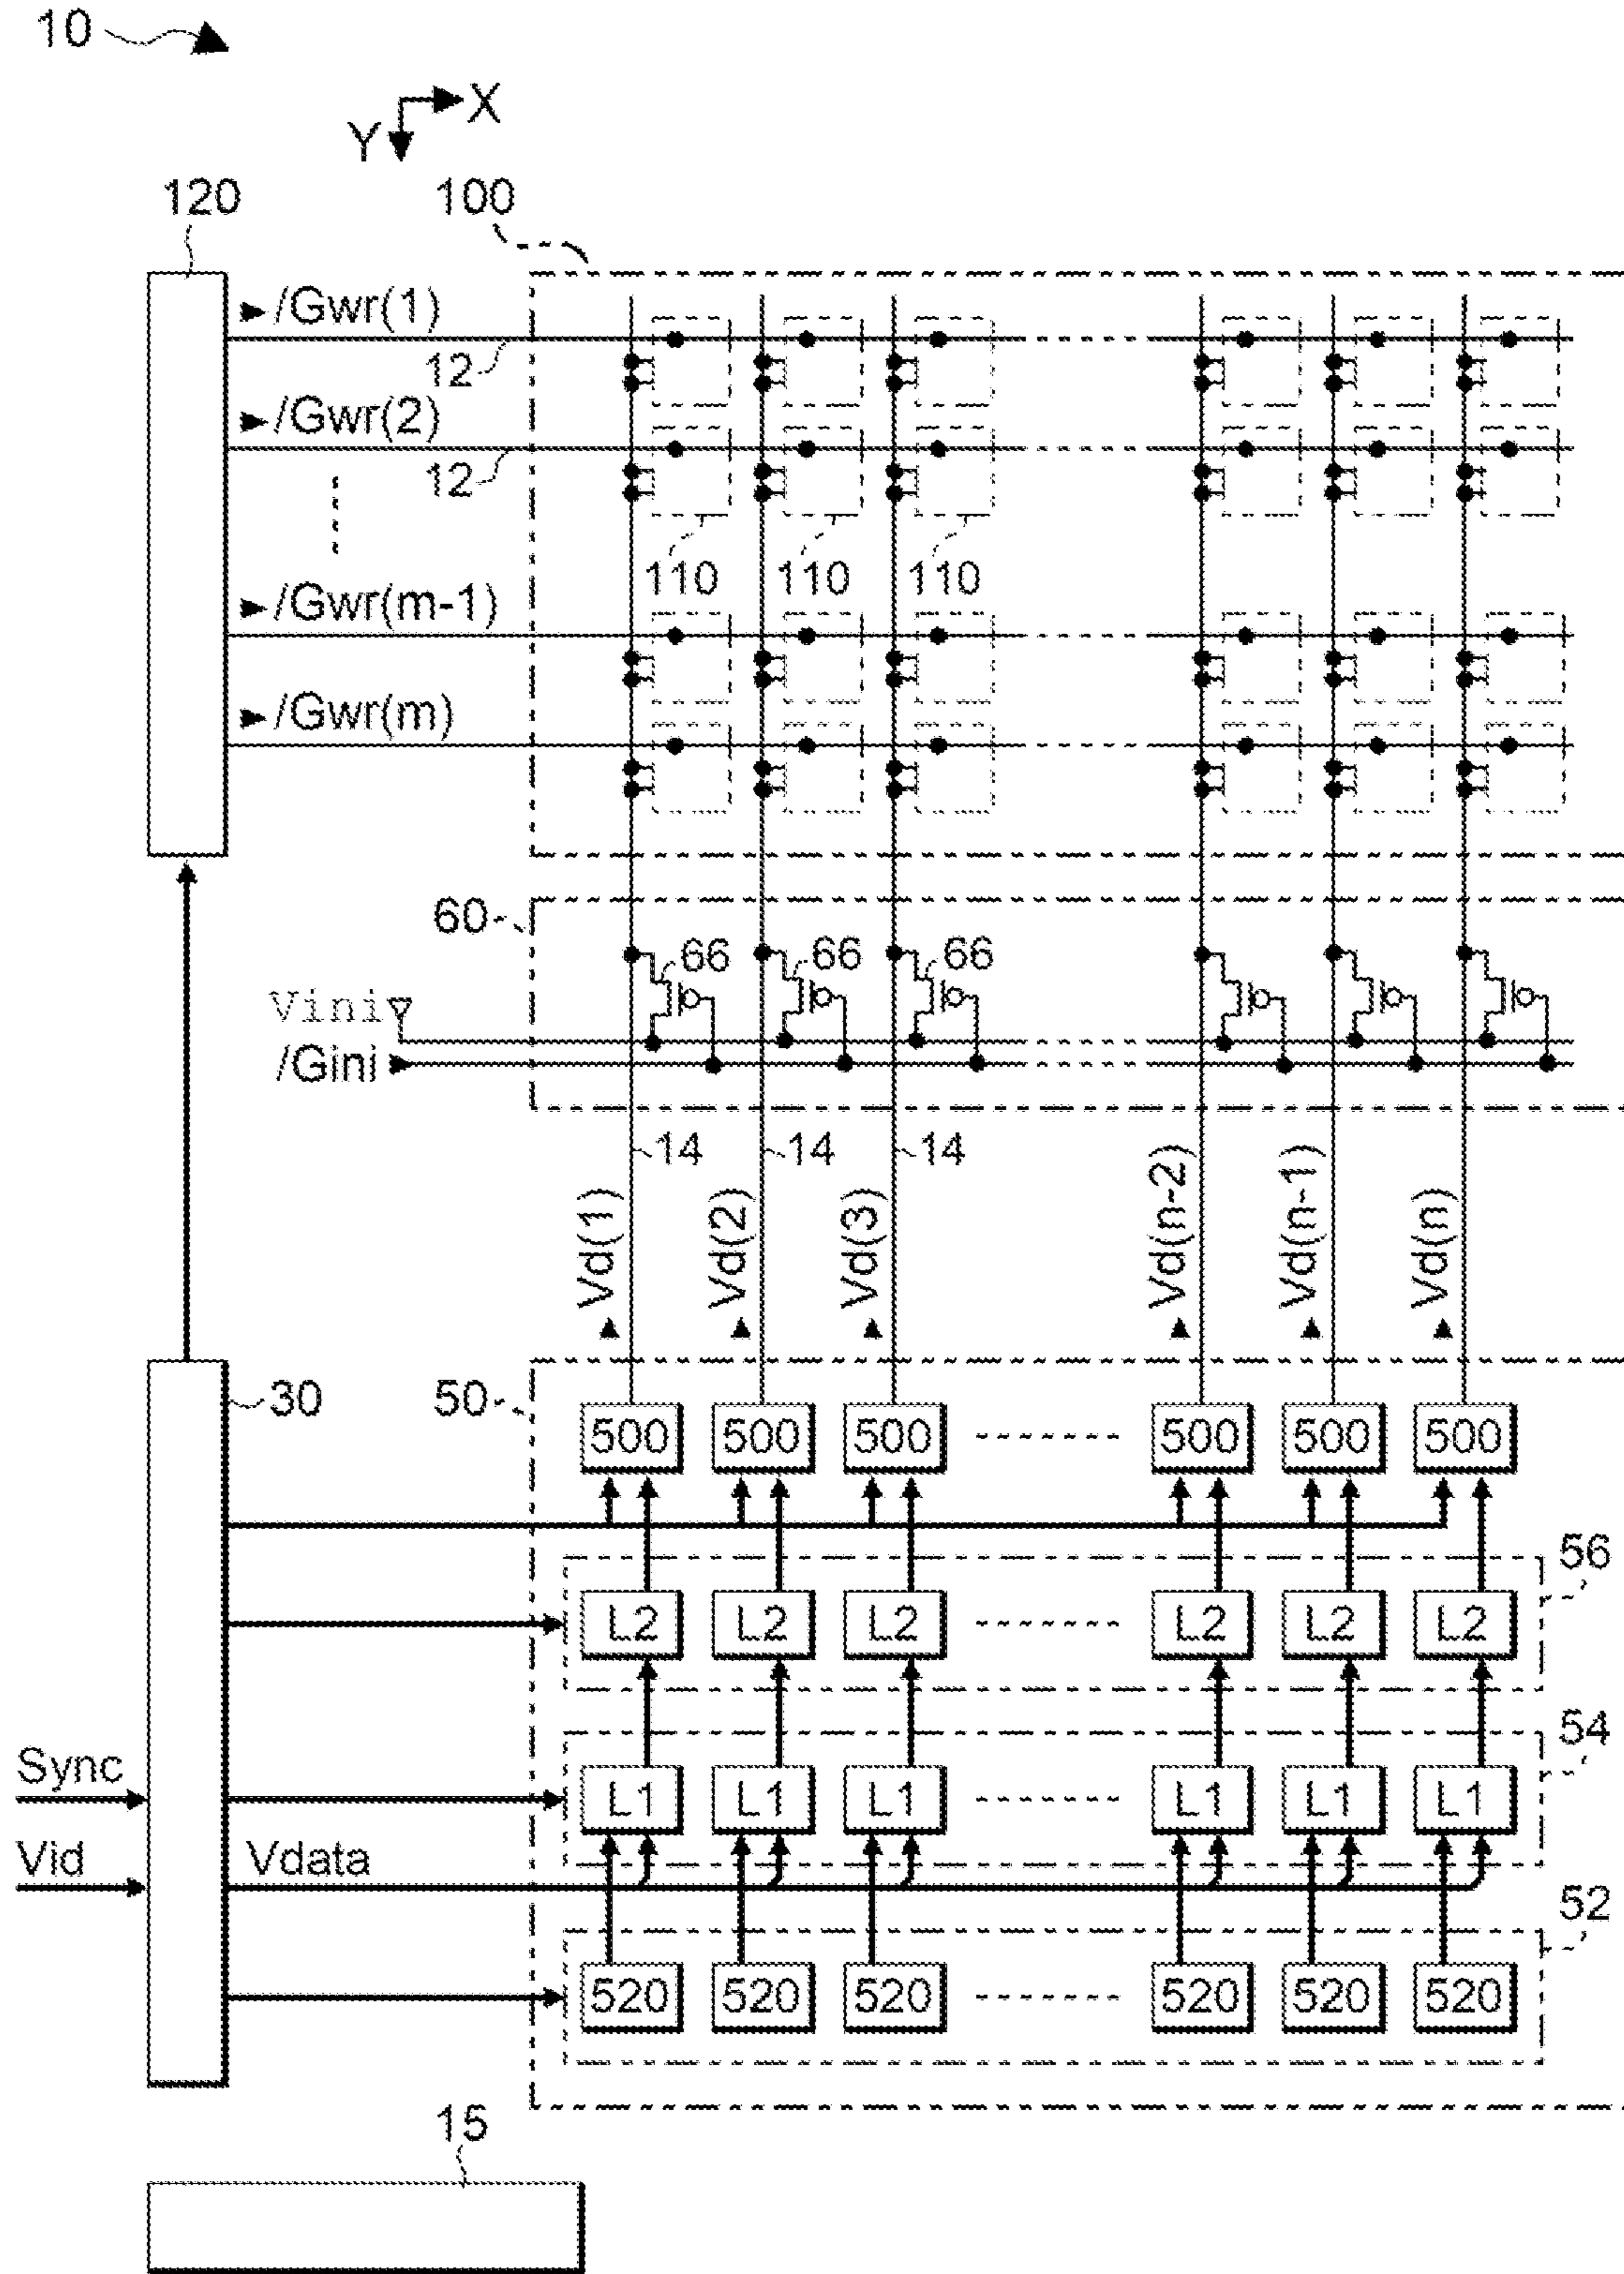 10
X
Y
120
100
/Gwr(1)
12
/Gwr(2)
12
110 110 110
/Gwr(m-1)
/Gwr(m)
60
66 66 66
Vini
/Gini
14 14 14
Vd(1) Vd(2) Vd(3) Vd(n-2) Vd(n-1) Vd(n)
30
50
500 500 500 500 500 500
56
L2 L2 L2 L2 L2 L2
54
Sync
L1 L1 L1 L1 L1 L1
Vid
Vdata
52
520 520 520 520 520 520
15